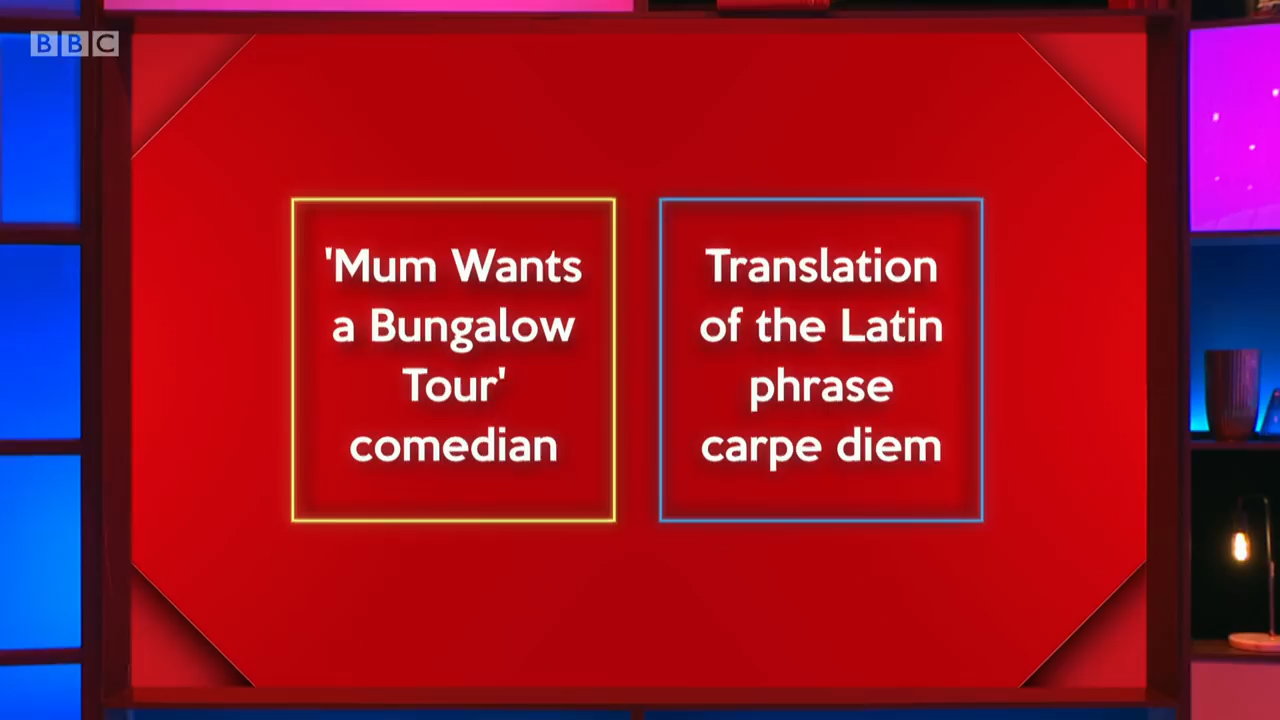 BBC
'Mum Wants
a Bungalow
Tour'
comedian
Translation
of the Latin
phrase
carpe diem